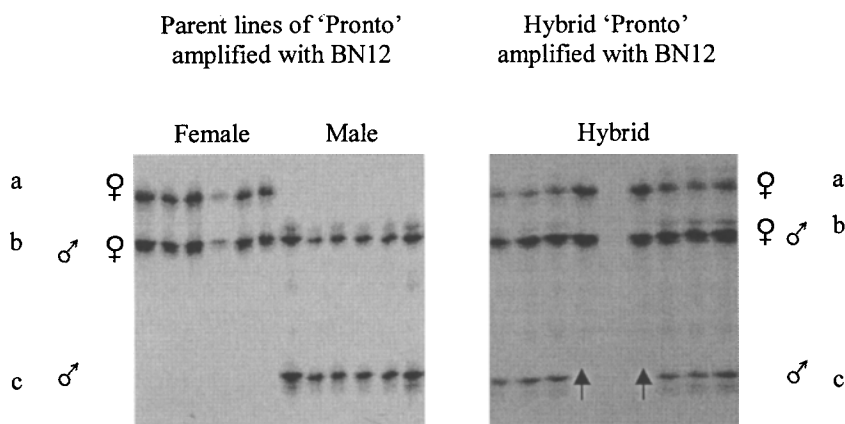 Parent lines of ‘Pronto’
amplified with BN12
Female Male
a ♀
b ♂ ♀
c ♂
Hybrid ‘Pronto’
amplified with BN12
Hybrid
♀ a
♀ ♂ b
♂ c